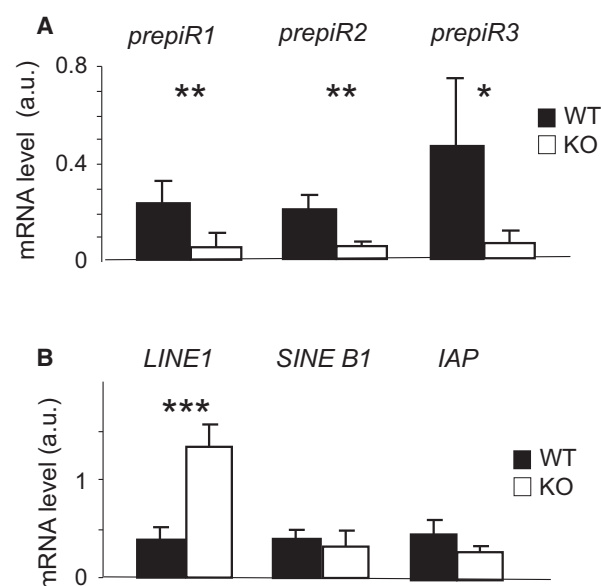 A
prepiR1 prepiR2 prepiR3
0.8
** ** *
WT
KO
0.4
mRNA level (a.u.)
0
B
LINE1 SINE B1 IAP
***
WT
KO
1
mRNA level (a.u.)
0